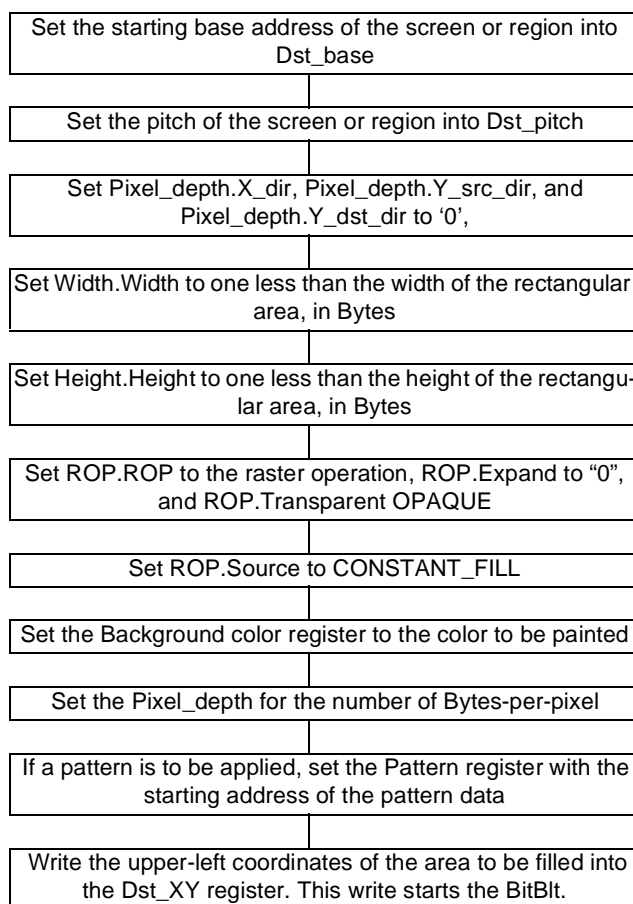 Set the starting base address of the screen or region into
Dst_base
Set the pitch of the screen or region into Dst_pitch
Set Pixel_depth.X_dir, Pixel_depth.Y_src_dir, and
Pixel_depth.Y_dst_dir to ‘0’,
Set Width.Width to one less than the width of the rectangular
area, in Bytes
Set Height.Height to one less than the height of the rectangu-
lar area, in Bytes
Set ROP.ROP to the raster operation, ROP.Expand to “0”,
and ROP.Transparent OPAQUE
Set ROP.Source to CONSTANT_FILL
Set the Background color register to the color to be painted
Set the Pixel_depth for the number of Bytes-per-pixel
If a pattern is to be applied, set the Pattern register with the
starting address of the pattern data
Write the upper-left coordinates of the area to be filled into
the Dst_XY register. This write starts the BitBlt.